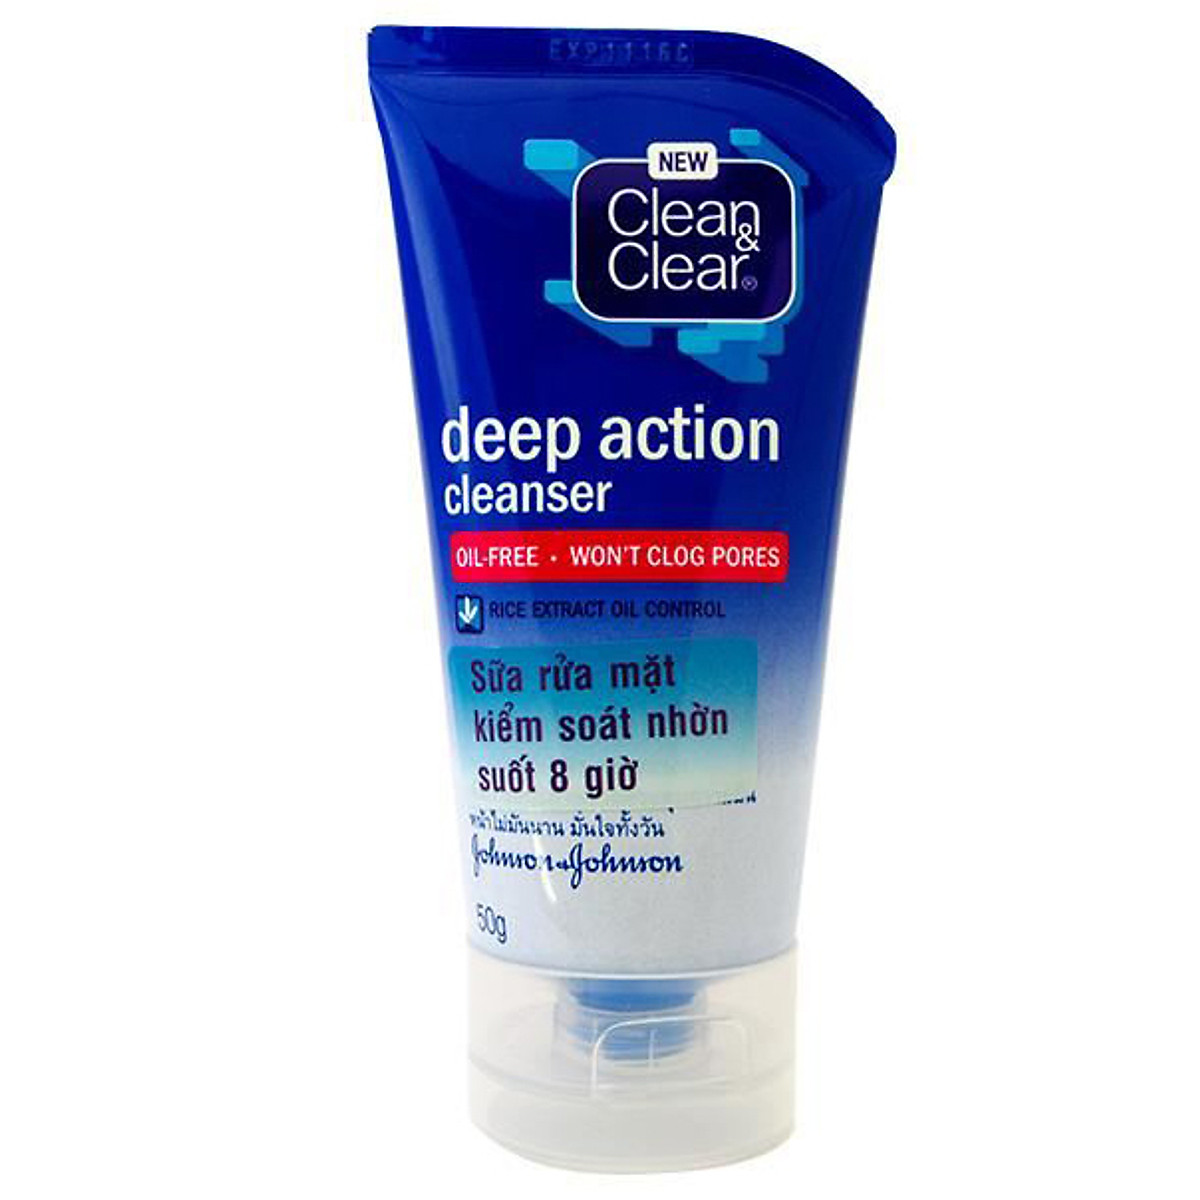 EXP1116C
NEW
Clean
&
Clear®
deep action
cleanser
OIL-FREE · WON'T CLOG PORES
RICE EXTRACT OIL CONTROL
Sữa rửa mặt
kiểm soát nhờn
suốt 8 giờ
หน้าไม่มันนาน มั่นใจทั้งวัน
Johnson & Johnson
50g